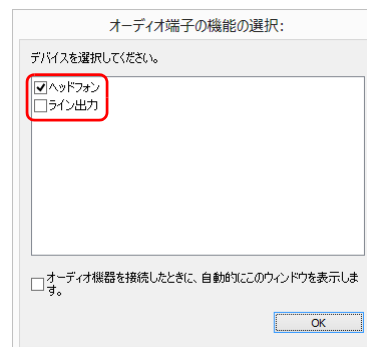 オーディオ端子の機能の選択:
デバイスを選択してください。
ヘッドフォン
ライン出力
オーディオ機器を接続したときに、自動的にこのウィンドウを表示しま
す。
OK